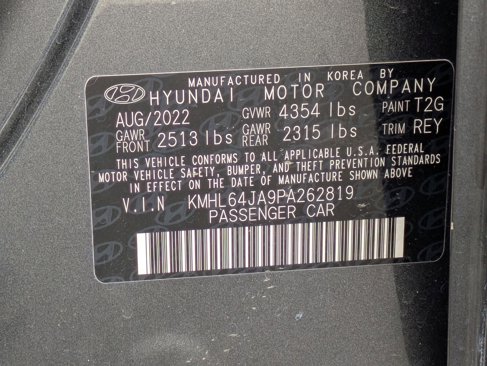 MANUFACTURED IN KOREA BY
HYUNDAI MOTOR COMPANY
AUG/2022 GVWR 4354 lbs PAINT T2G
GAWR FRONT 2513 lbs GAWR REAR 2315 lbs TRIM REY
THIS VEHICLE CONFORMS TO ALL APPLICABLE U.S.A. FEDERAL
MOTOR VEHICLE SAFETY, BUMPER, AND THEFT PREVENTION STANDARDS
IN EFFECT ON THE DATE OF MANUFACTURE SHOWN ABOVE
V.I.N KMHL64JA9PA262819
PASSENGER CAR